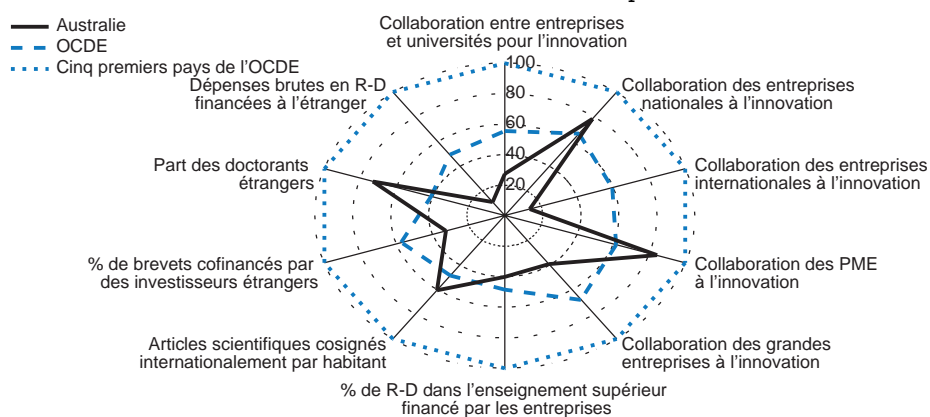 Australie
OCDE
Cinq premiers pays de l'OCDE
Collaboration entre entreprises
et universités pour l'innovation
Collaboration des entreprises
nationales à l'innovation
Collaboration des entreprises
internationales à l'innovation
Collaboration des PME
à l'innovation
Collaboration des grandes
entreprises à l'innovation
% de R-D dans l'enseignement supérieur
financé par les entreprises
Articles scientifiques cosignés
internationalement par habitant
% de brevets cofinancés par
des investisseurs étrangers
Part des doctorants
étrangers
Dépenses brutes en R-D
financées à l'étranger
100
80
60
40
20